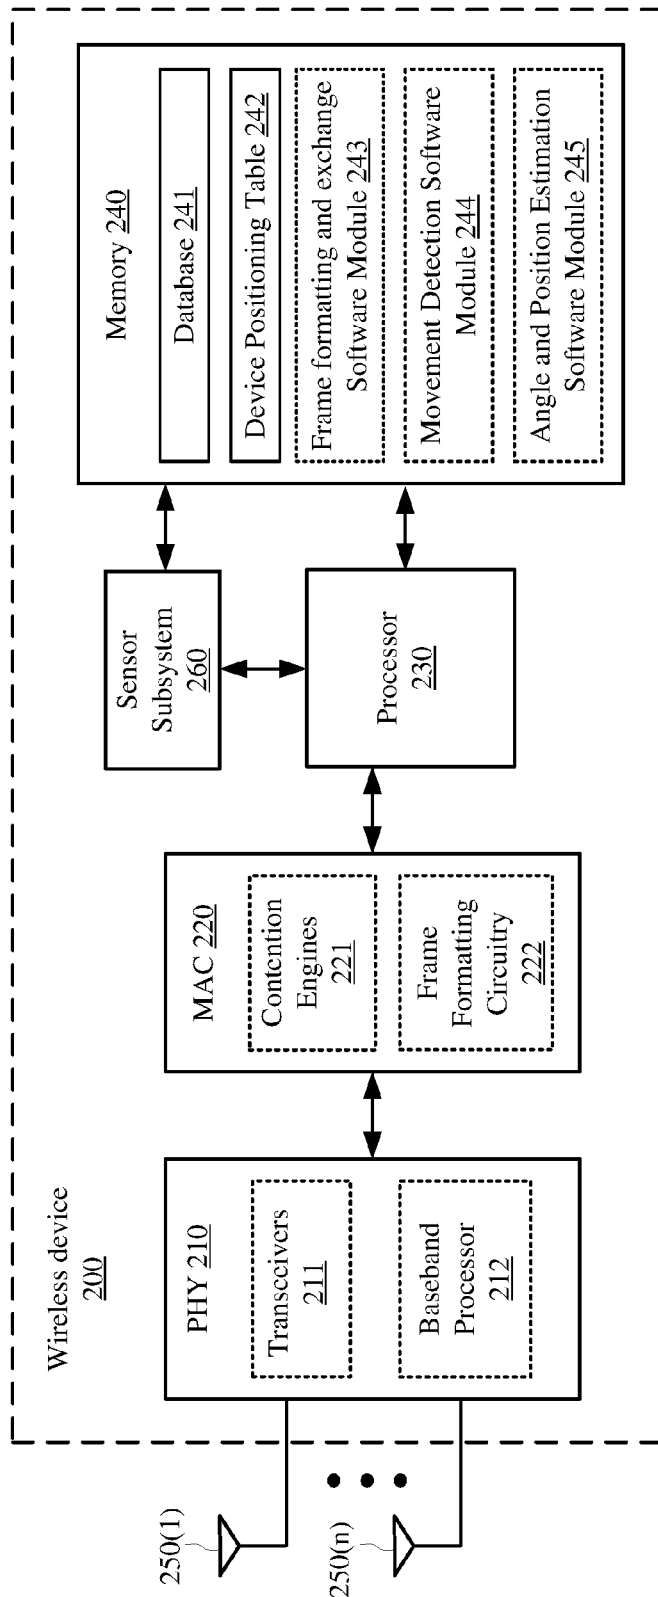 Wireless device
200
250(1)
250(n)
PHY 210
Transceivers
211
Baseband
Processor
212
MAC 220
Contention
Engines
221
Frame
Formatting
Circuitry
222
Sensor
Subsystem
260
Processor
230
Memory 240
Database 241
Device Positioning Table 242
Frame formatting and exchange
Software Module 243
Movement Detection Software
Module 244
Angle and Position Estimation
Software Module 245